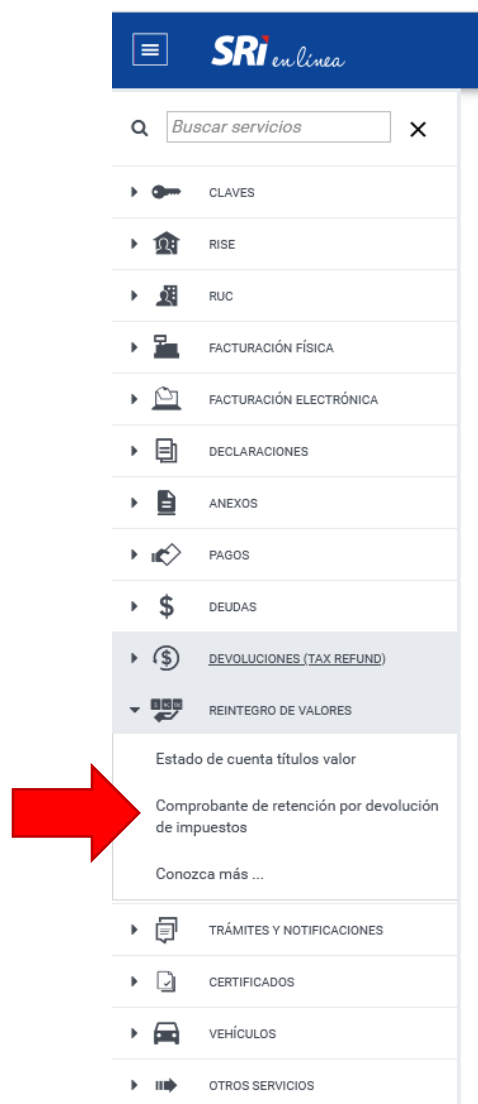 SRi en línea
Buscar servicios
CLAVES
RISE
RUC
FACTURACIÓN FÍSICA
FACTURACIÓN ELECTRÓNICA
DECLARACIONES
ANEXOS
PAGOS
$ DEUDAS
$ DEVOLUCIONES (TAX REFUND)
REINTEGRO DE VALORES
Estado de cuenta títulos valor
Comprobante de retención por devolución
de impuestos
Conozca más ...
TRÁMITES Y NOTIFICACIONES
CERTIFICADOS
VEHÍCULOS
OTROS SERVICIOS